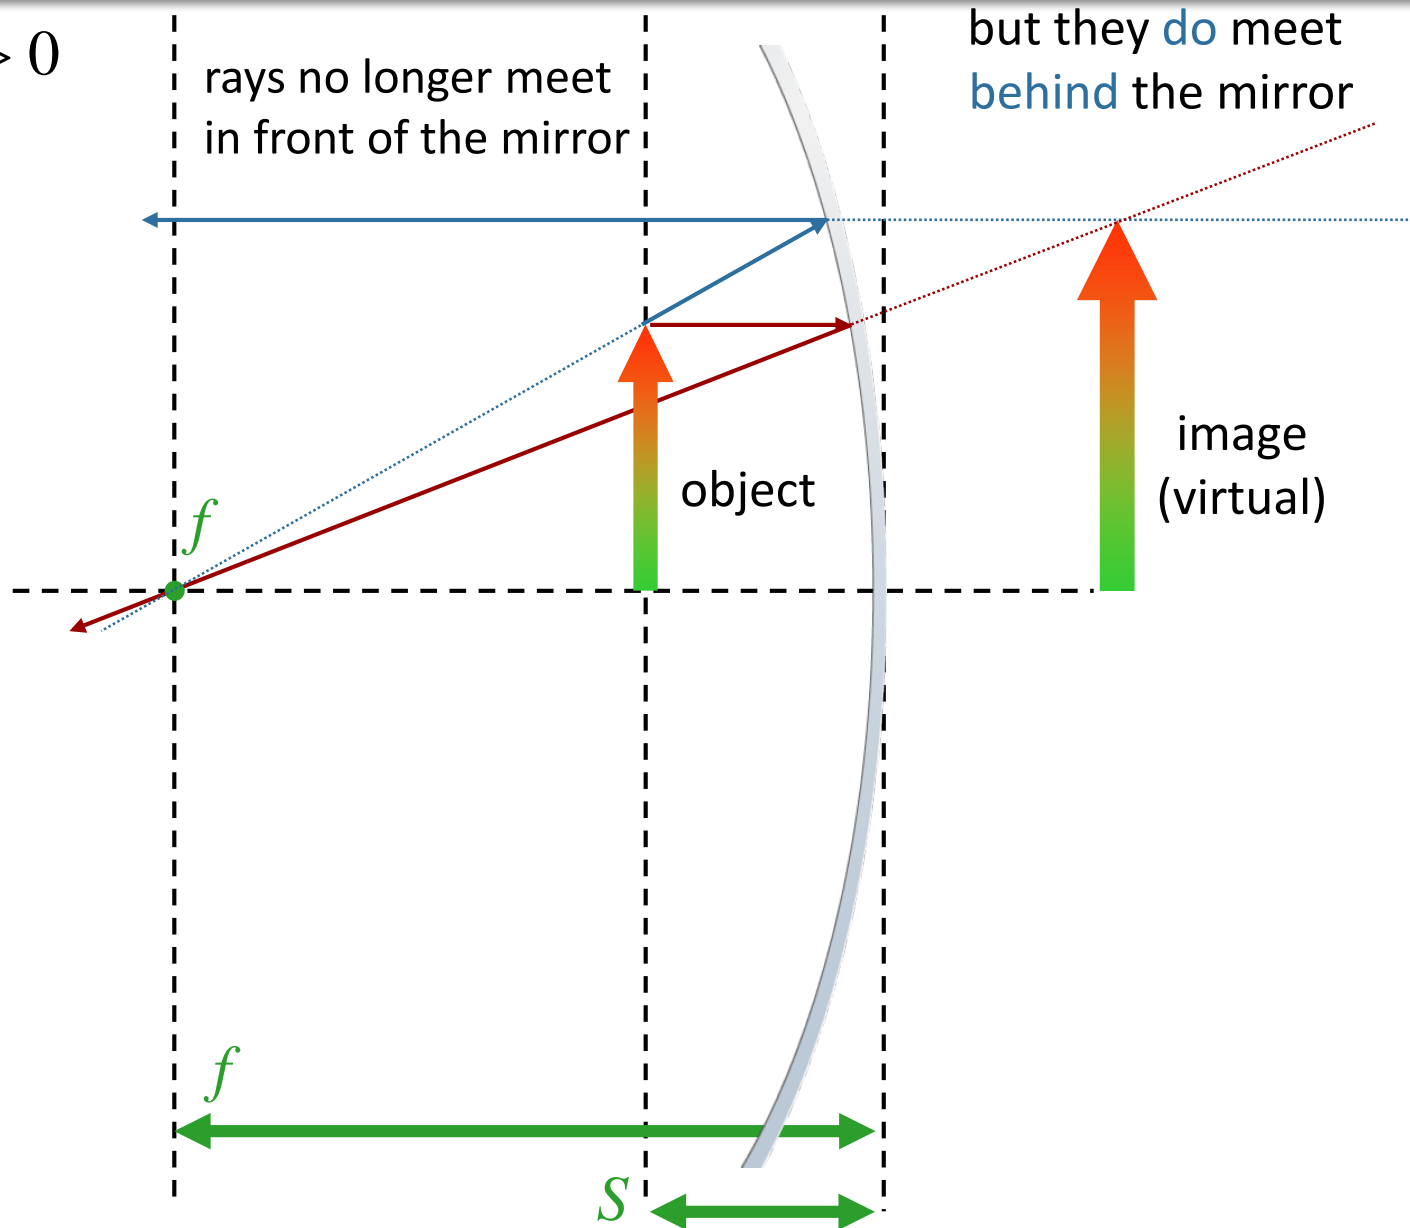 > 0
rays no longer meet
in front of the mirror
but they do meet
behind the mirror
f
object
image
(virtual)
f
S